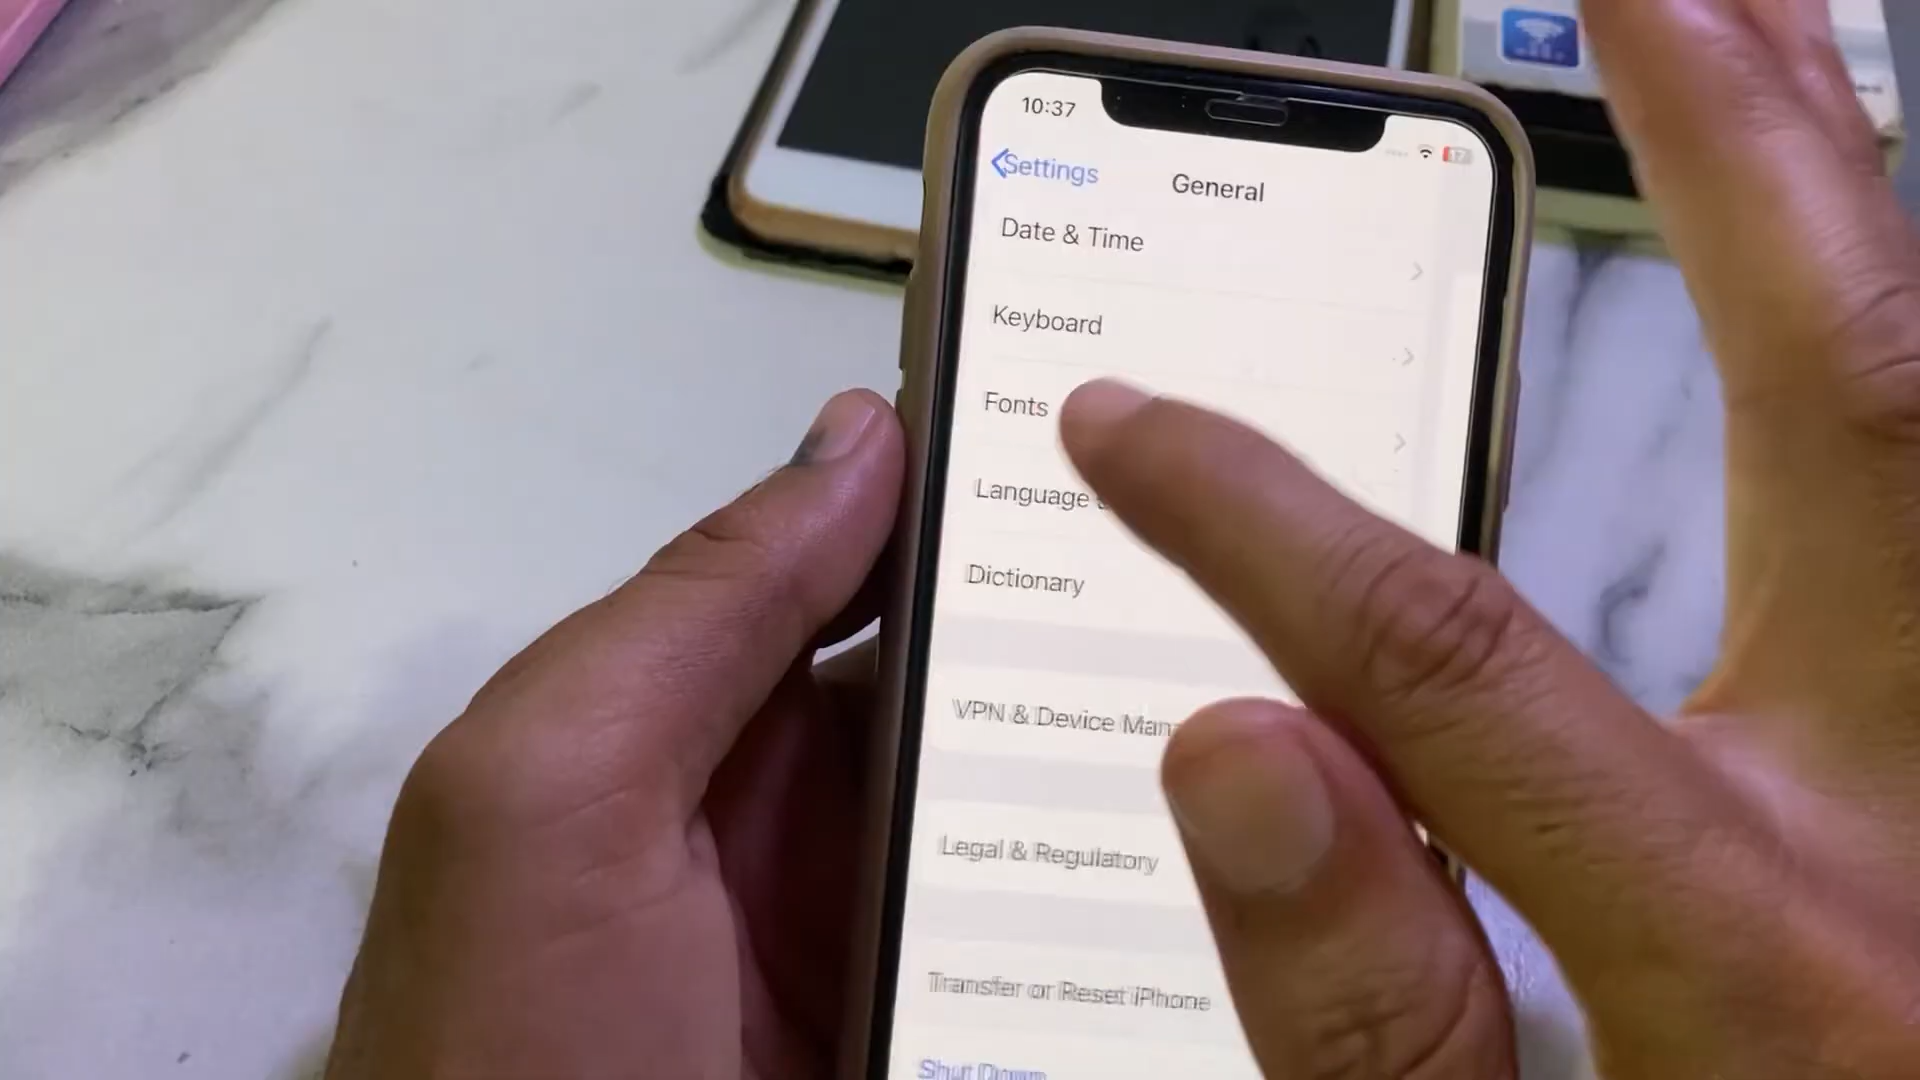 10:37
17
Settings
General
Date & Time
Keyboard
Fonts
Language
Dictionary
VPN & Device
Legal & Regulatory
Transfer or Reset iPhone
Shut Down